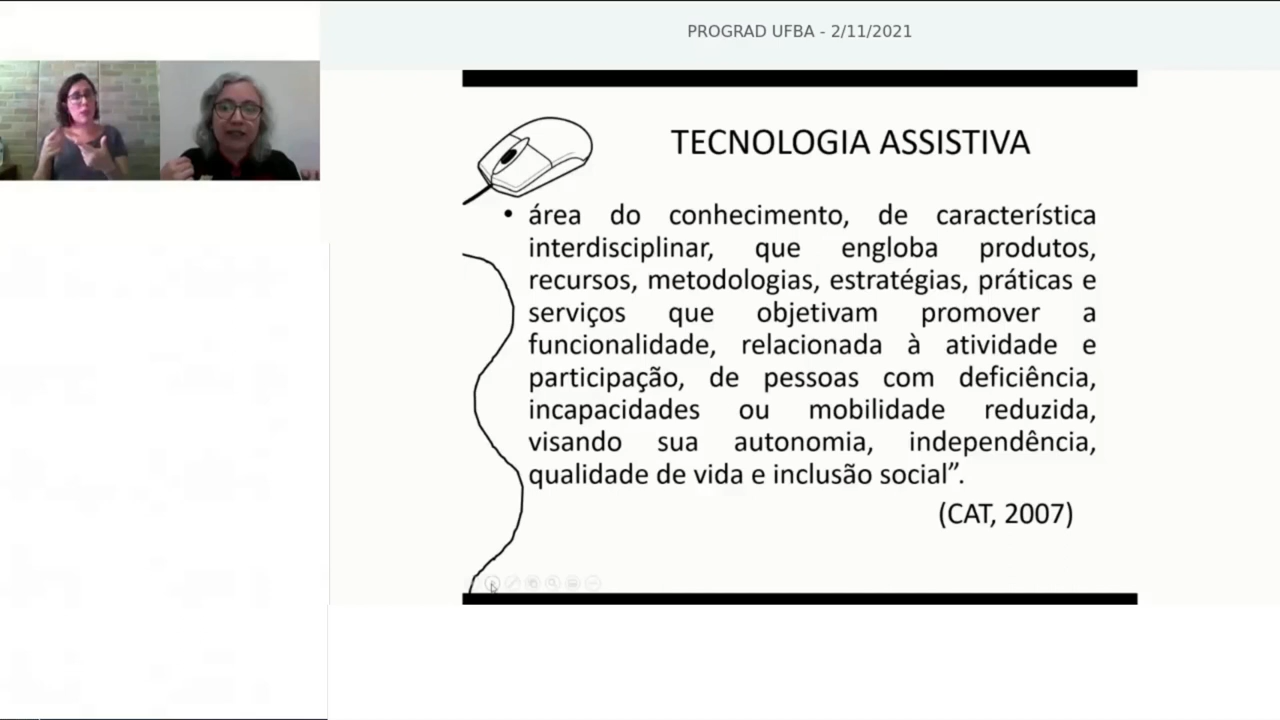 PROGRAD UFBA - 2/11/2021
TECNOLOGIA ASSISTIVA
• área do conhecimento, de característica
interdisciplinar, que engloba produtos,
recursos, metodologias, estratégias, práticas e
serviços que objetivam promover a
funcionalidade, relacionada à atividade e
participação, de pessoas com deficiência,
incapacidades ou mobilidade reduzida,
visando sua autonomia, independência,
qualidade de vida e inclusão social”.
(CAT, 2007)